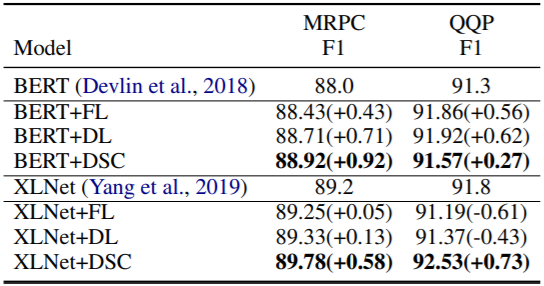 MRPC QQP
Model F1 F1
BERT (Devlin et al., 2018) 88.0 91.3
BERT+FL 88.43(+0.43) 91.86(+0.56)
BERT+DL 88.71(+0.71) 91.92(+0.62)
BERT+DSC 88.92(+0.92) 91.57(+0.27)
XLNet (Yang et al., 2019) 89.2 91.8
XLNet+FL 89.25(+0.05) 91.19(-0.61)
XLNet+DL 89.33(+0.13) 91.37(-0.43)
XLNet+DSC 89.78(+0.58) 92.53(+0.73)